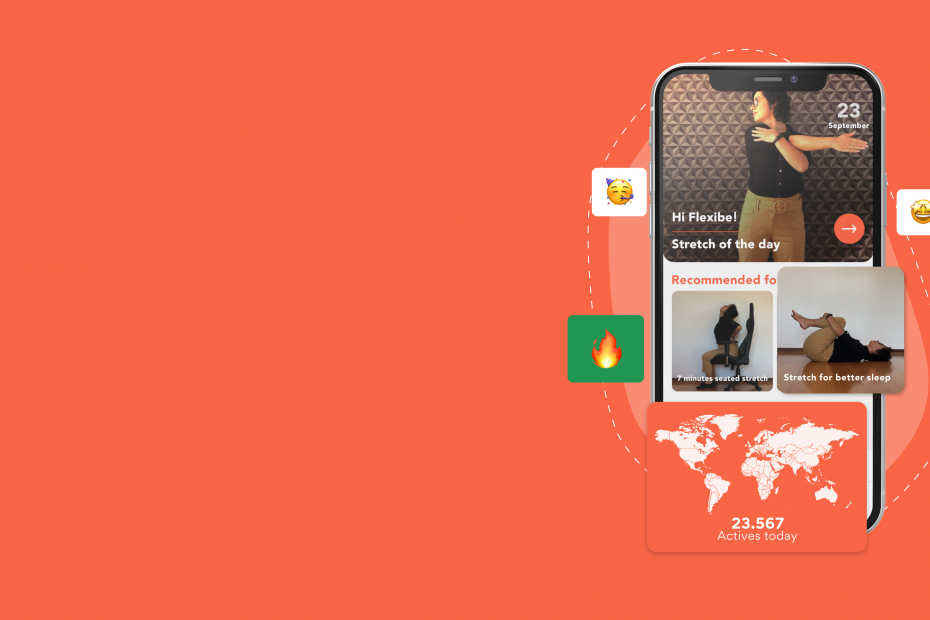 23
September
Hi Flexibe!
Stretch of the day
Recommended fo
7 minutes seated stretch
Stretch for better sleep
23.567
Actives today